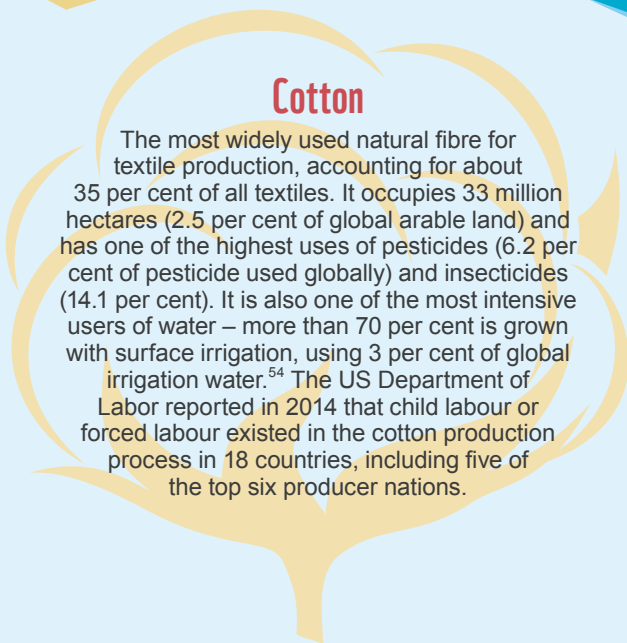 Cotton
The most widely used natural fibre for
textile production, accounting for about
35 per cent of all textiles. It occupies 33 million
hectares (2.5 per cent of global arable land) and
has one of the highest uses of pesticides (6.2 per
cent of pesticide used globally) and insecticides
(14.1 per cent). It is also one of the most intensive
users of water – more than 70 per cent is grown
with surface irrigation, using 3 per cent of global
irrigation water.54 The US Department of
Labor reported in 2014 that child labour or
forced labour existed in the cotton production
process in 18 countries, including five of
the top six producer nations.